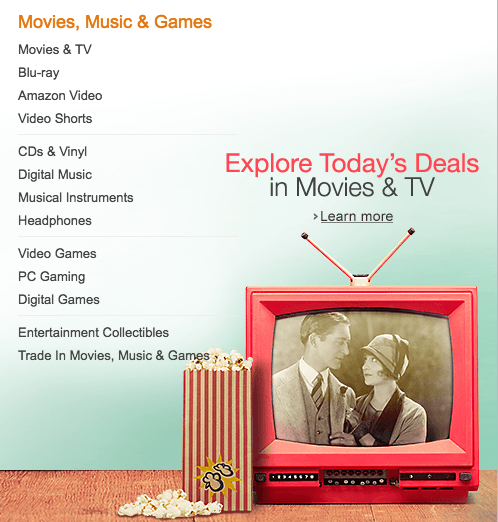 Movies, Music & Games
Movies & TV
Blu-ray
Amazon Video
Video Shorts
CDs & Vinyl
Digital Music
Musical Instruments
Headphones
Video Games
PC Gaming
Digital Games
Entertainment Collectibles
Trade In Movies, Music & Games
Explore Today's Deals
in Movies & TV
›Learn more